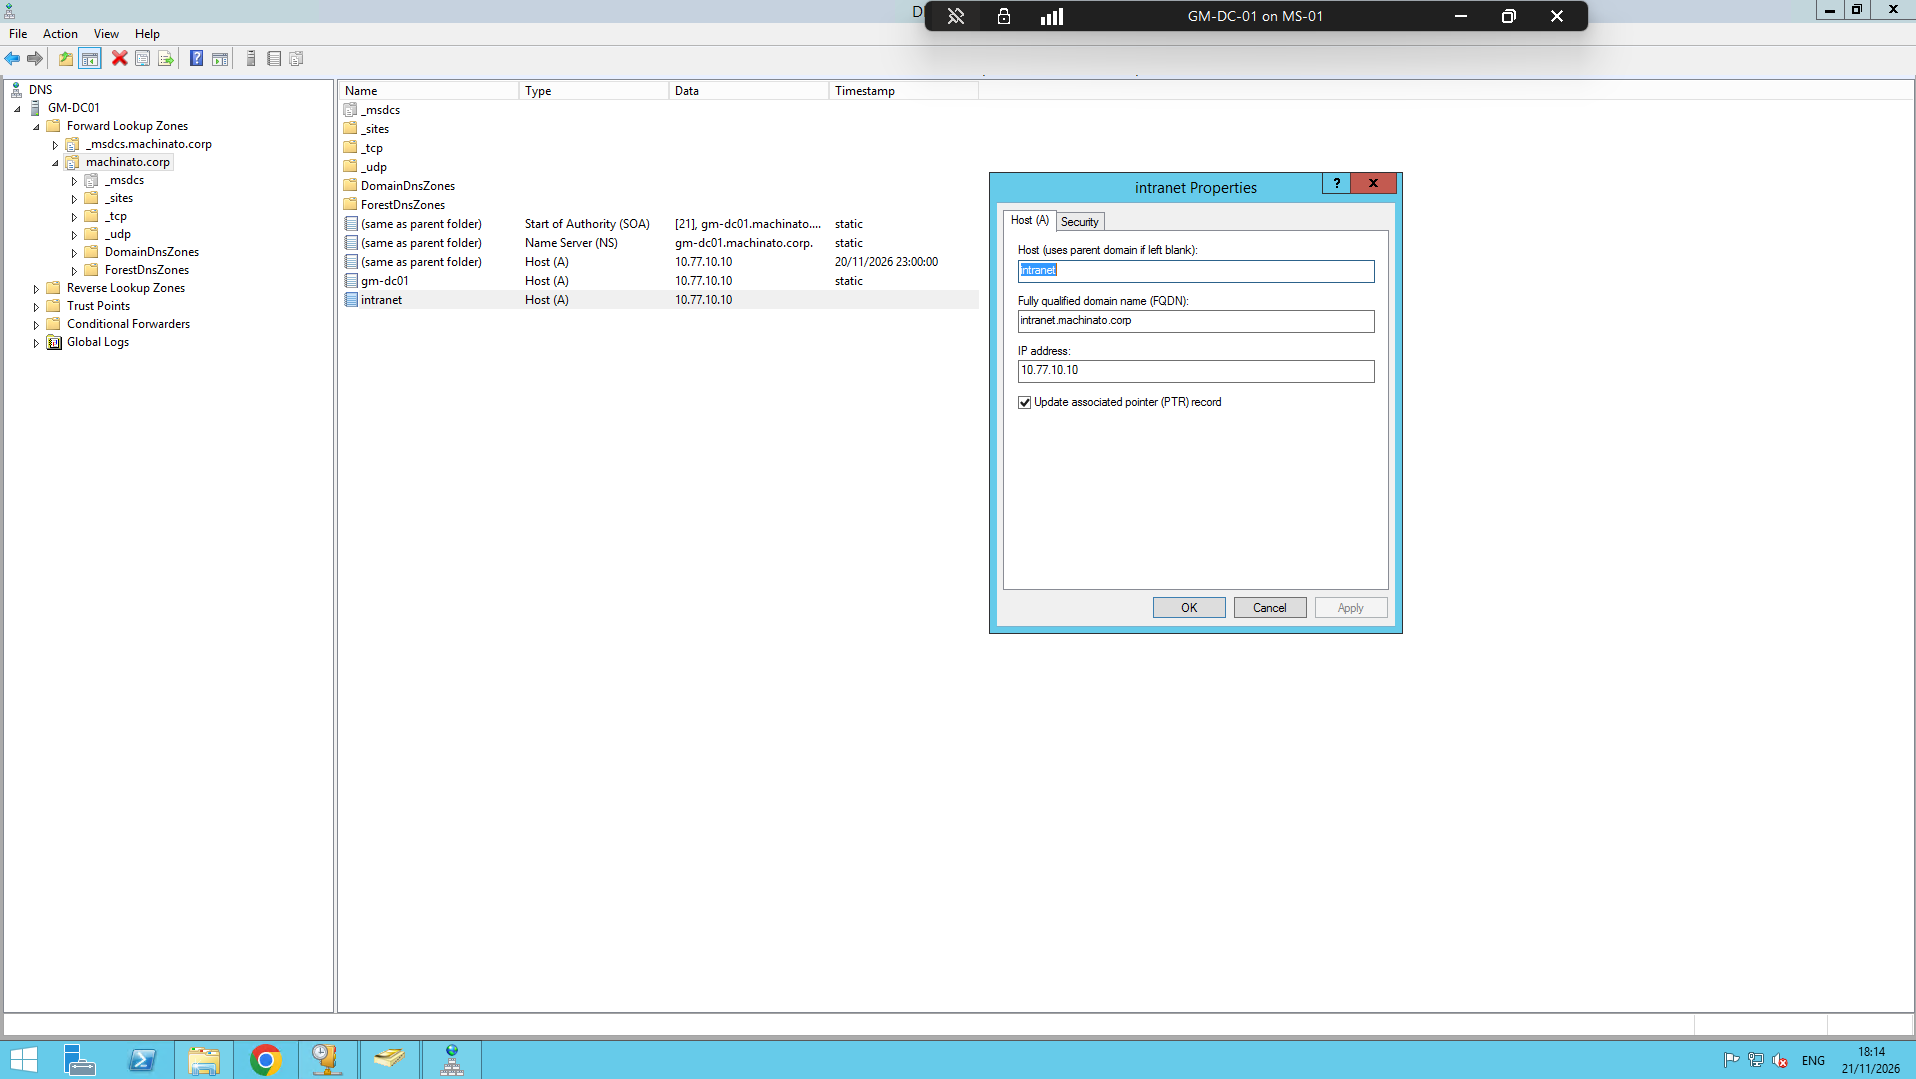 D
GM-DC-01 on MS-01
File Action View Help
DNS
GM-DC01
Forward Lookup Zones
_msdcs.machinato.corp
machinato.corp
_msdcs
_sites
_tcp
_udp
DomainDnsZones
ForestDnsZones
Reverse Lookup Zones
Trust Points
Conditional Forwarders
Global Logs
Name Type Data Timestamp
_msdcs
_sites
_tcp
_udp
DomainDnsZones
ForestDnsZones
(same as parent folder) Start of Authority (SOA) [21], gm-dc01.machinato.... static
(same as parent folder) Name Server (NS) gm-dc01.machinato.corp. static
(same as parent folder) Host (A) 10.77.10.10 20/11/2026 23:00:00
gm-dc01 Host (A) 10.77.10.10 static
intranet Host (A) 10.77.10.10
intranet Properties
Host (A) Security
Host (uses parent domain if left blank):
intranet
Fully qualified domain name (FQDN):
intranet.machinato.corp
IP address:
10.77.10.10
Update associated pointer (PTR) record
OK Cancel Apply
ENG
18:14
21/11/2026